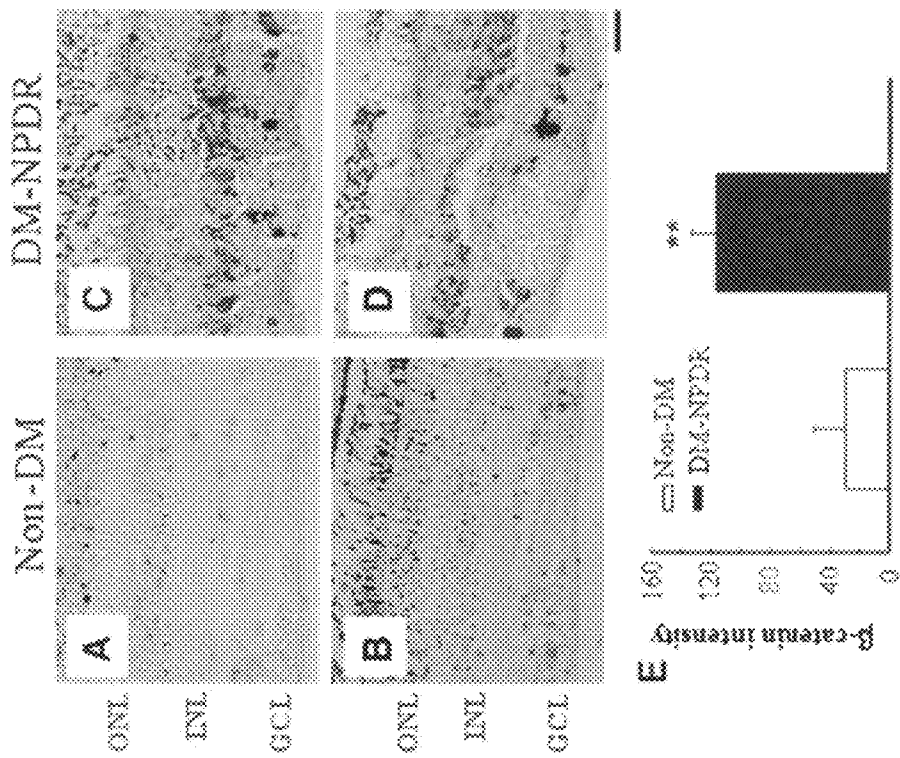 Non-DM
DM-NPDR
A
C
ONL
INL
GCL
B
D
ONL
INL
GCL
E
β-catenin intensity
160
120
80
40
0
Non-DM
DM-NPDR
**